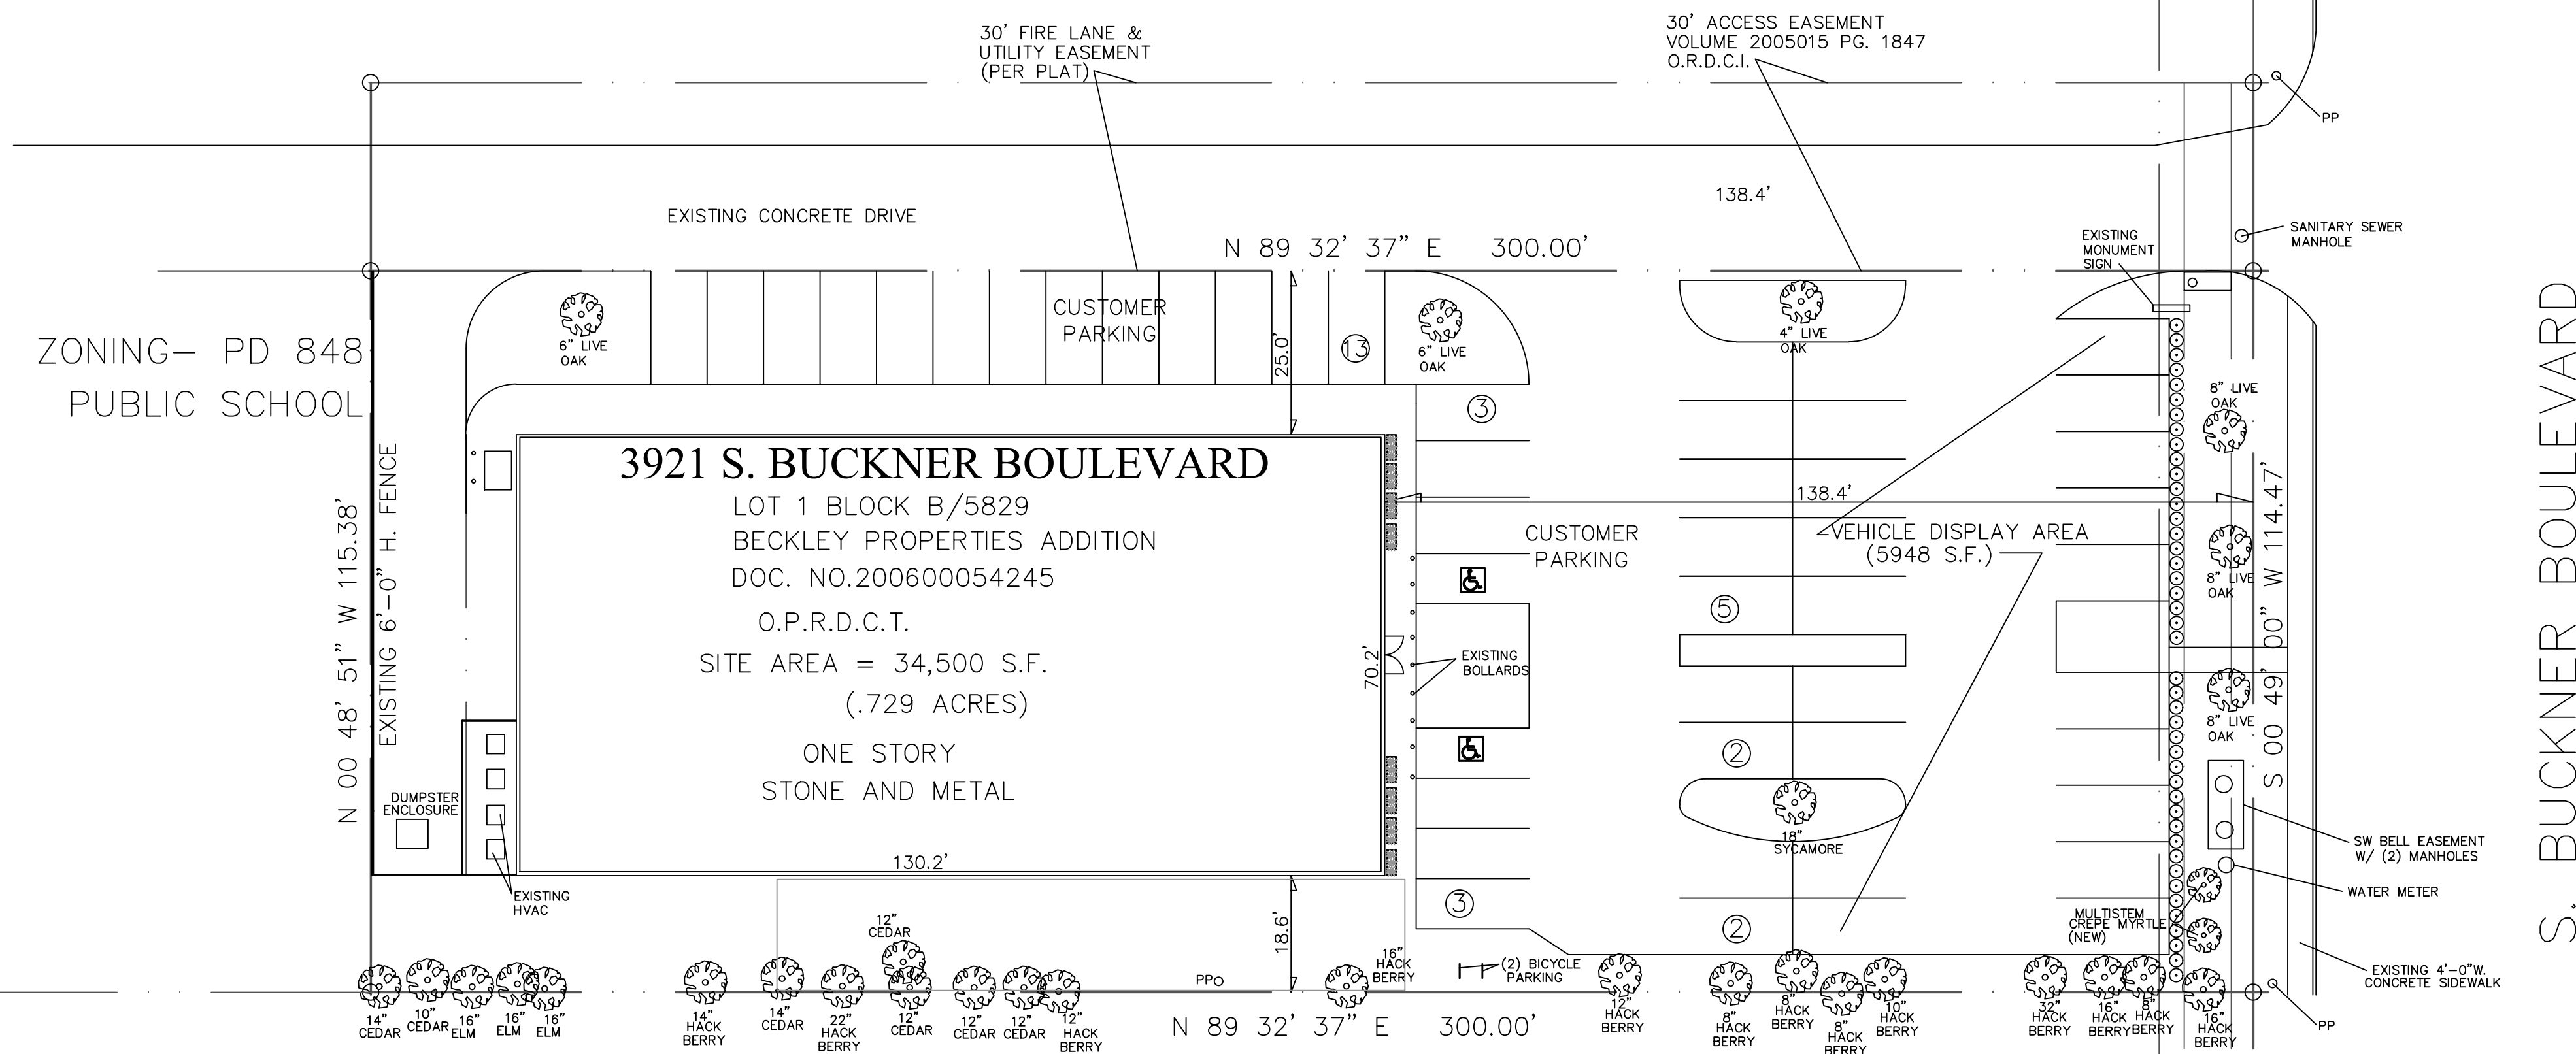 30' FIRE LANE &
UTILITY EASEMENT
(PER PLAT)
30' ACCESS EASEMENT
VOLUME 2005015 PG. 1847
O.R.D.C.I.
PP
138.4'
EXISTING CONCRETE DRIVE
N 89 32' 37" E 300.00'
EXISTING
MONUMENT
SIGN
SANITARY SEWER
MANHOLE
ZONING- PD 848
PUBLIC SCHOOL
6" LIVE
OAK
CUSTOMER
PARKING
25.0'
13
6" LIVE
OAK
4" LIVE
OAK
3
8" LIVE
OAK
S. BUCKNER BOULEVARD
N 00 48' 51" W 115.38'
EXISTING 6'-0" H. FENCE
3921 S. BUCKNER BOULEVARD
LOT 1 BLOCK B/5829
BECKLEY PROPERTIES ADDITION
DOC. NO.200600054245
O.P.R.D.C.T.
SITE AREA = 34,500 S.F.
(.729 ACRES)
ONE STORY
STONE AND METAL
130.2'
70.2'
138.4'
CUSTOMER
PARKING
VEHICLE DISPLAY AREA
(5948 S.F.)
S 00 49' 00" W 114.47'
8" LIVE
OAK
5
EXISTING
BOLLARDS
8" LIVE
OAK
2
DUMPSTER
ENCLOSURE
18"
SYCAMORE
SW BELL EASEMENT
W/ (2) MANHOLES
WATER METER
EXISTING
HVAC
3
2
MULTISTEM
CREPE MYRTLE
(NEW)
12"
CEDAR
18.6'
16"
HACK
BERRY
(2) BICYCLE
PARKING
PP
EXISTING 4'-0"W.
CONCRETE SIDEWALK
14"
CEDAR
10"
CEDAR
16"
ELM
16"
ELM
16"
ELM
14"
HACK
BERRY
14"
CEDAR
22"
HACK
BERRY
12"
CEDAR
12"
CEDAR
12"
CEDAR
12"
HACK
BERRY
N 89 32' 37" E 300.00'
12"
HACK
BERRY
8"
HACK
BERRY
8"
HACK
BERRY
8"
HACK
BERRY
10"
HACK
BERRY
32"
HACK
BERRY
16"
HACK
BERRY
8"
HACK
BERRY
16"
HACK
BERRY
PP